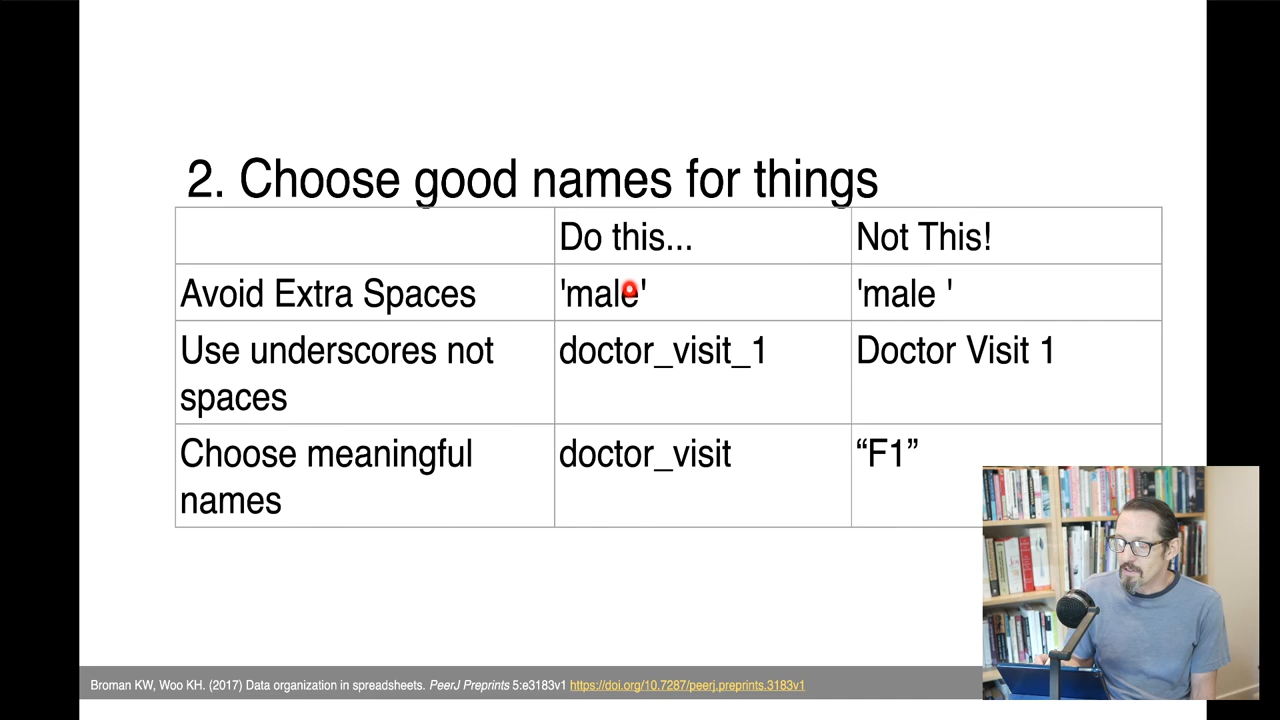 2. Choose good names for things
Do this... Not This!
Avoid Extra Spaces 'male' 'male '
Use underscores not doctor_visit_1 Doctor Visit 1
spaces
Choose meaningful doctor_visit “F1”
names
Broman KW, Woo KH. (2017) Data organization in spreadsheets. PeerJ Preprints 5:e3183v1 https://doi.org/10.7287/peerj.preprints.3183v1